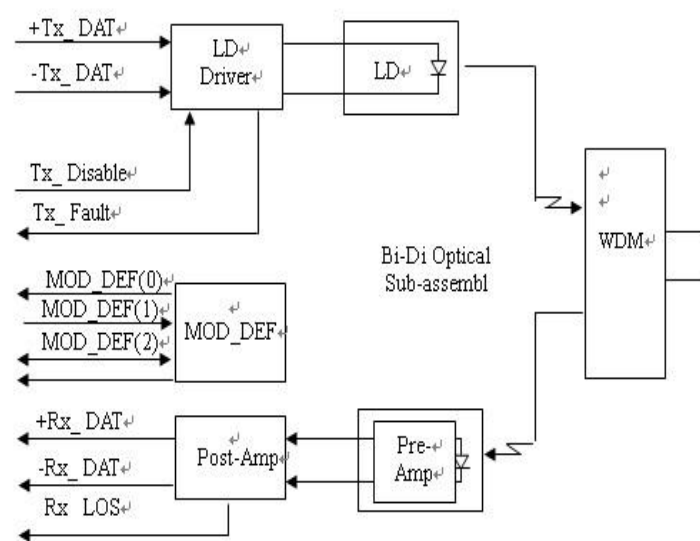 +Tx_DAT
-Tx_DAT
LD
Driver
LD
Tx_Disable
Tx_Fault
WDM
Bi-Di Optical
Sub-assembl
MOD_DEF(0)
MOD_DEF(1)
MOD_DEF(2)
MOD_DEF
+Rx_DAT
-Rx_DAT
Rx LOS
Post-Amp
Pre-
Amp